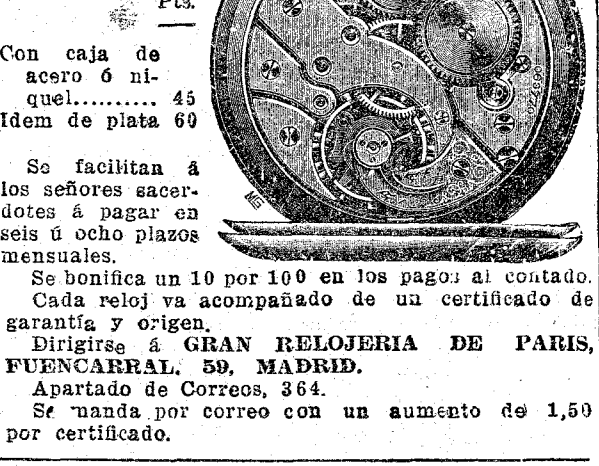 Pts.
Con caja de
acero ó ni-
quel.......... 45
Idem de plata 60
Se facilitan á
los señores sacer-
dotes á pagar en
seis ú ocho plazos
mensuales.
MS
Se bonifica un 10 por 100 en los pagos al contado.
Cada reloj va acompañado de un certificado de
garantía y origen.
Dirigirse á GRAN RELOJERIA DE PARIS,
FUENCARRAL, 59, MADRID.
Apartado de Correos, 364.
Se manda por correo con un aumento de 1,50
por certificado.